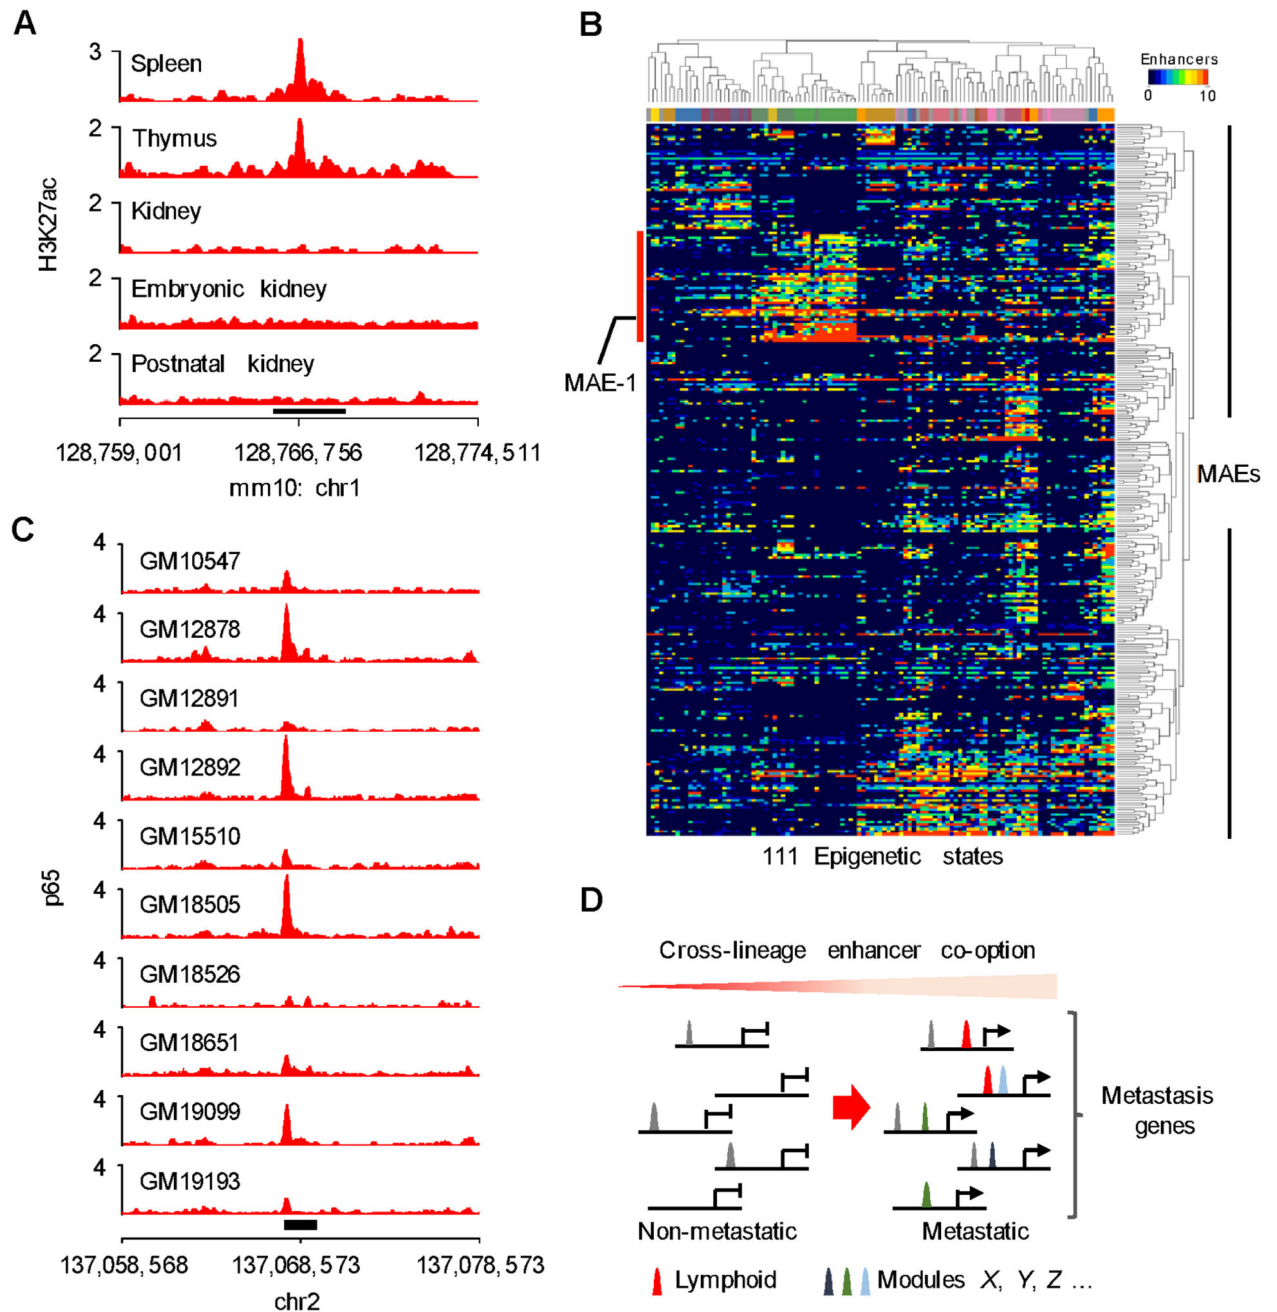 A
H3K27ac
3
Spleen
2
Thymus
2
Kidney
2
Embryonic kidney
2
Postnatal kidney
128,759,001 128,766,756 128,774,511
mm10: chr1
B
Enhancers
0 10
MAE-1
MAEs
111 Epigenetic states
C
p65
4
GM10547
4
GM12878
4
GM12891
4
GM12892
4
GM15510
4
GM18505
4
GM18526
4
GM18651
4
GM19099
4
GM19193
137,058,568 137,068,573 137,078,573
chr2
D
Cross-lineage enhancer co-option
Metastasis
genes
Non-metastatic Metastatic
Lymphoid Modules X, Y, Z ...